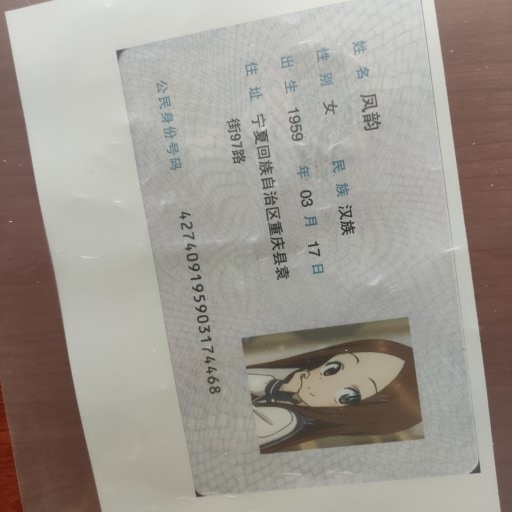 姓名 凤韵
性别 女 民族 汉族
出生 1959 年 03 月 17 日
住址 宁夏回族自治区重庆县袁
街97路
公民身份号码 427409195903174468